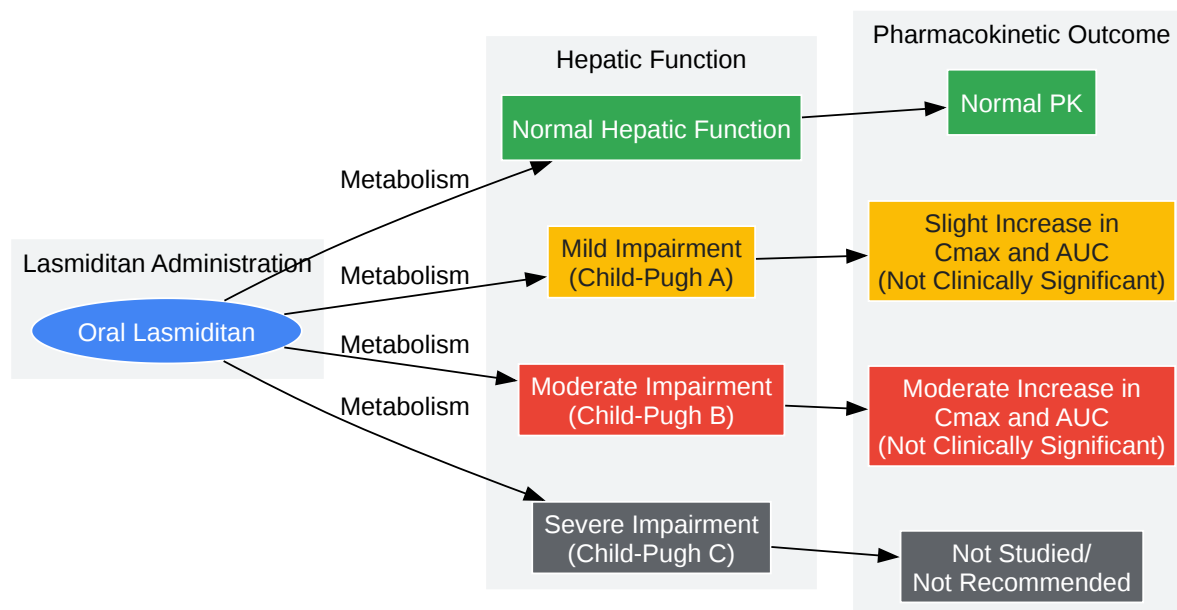 Lasmiditan Administration
Oral Lasmiditan
Metabolism
Metabolism
Metabolism
Metabolism
Hepatic Function
Normal Hepatic Function
Mild Impairment
(Child-Pugh A)
Moderate Impairment
(Child-Pugh B)
Severe Impairment
(Child-Pugh C)
Pharmacokinetic Outcome
Normal PK
Slight Increase in
Cmax and AUC
(Not Clinically Significant)
Moderate Increase in
Cmax and AUC
(Not Clinically Significant)
Not Studied/
Not Recommended